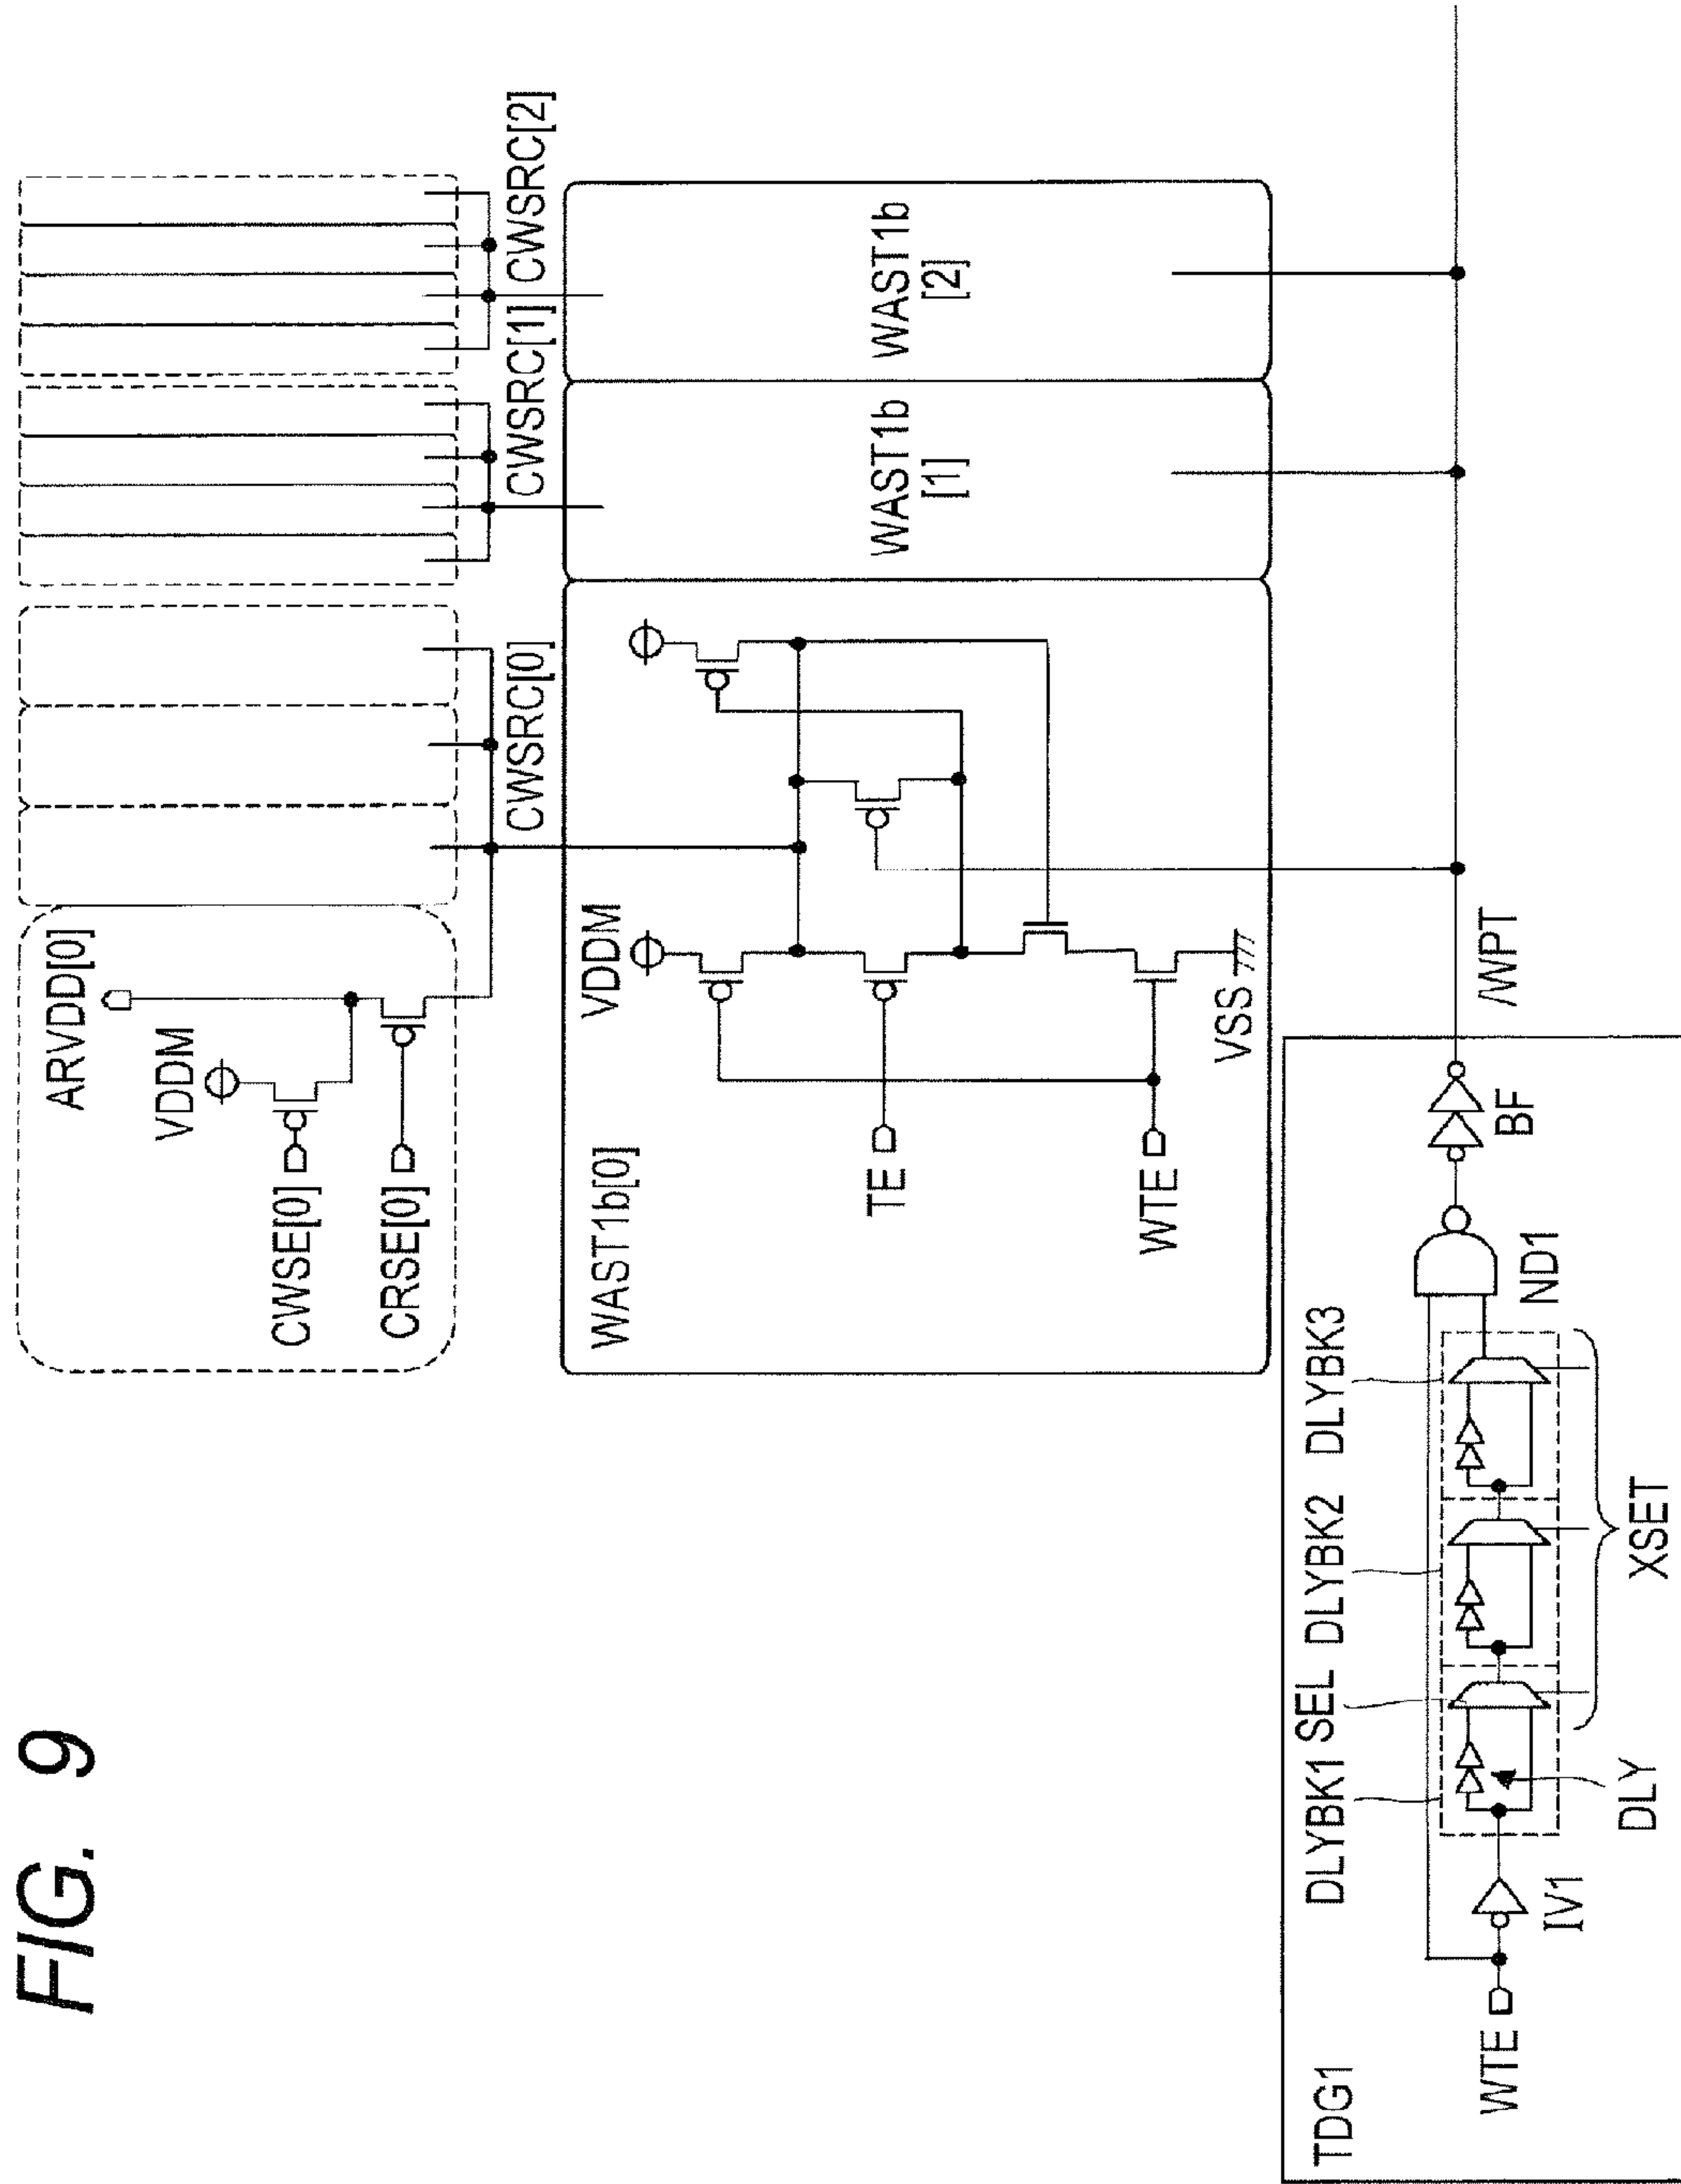 FIG. 9
ARVDD[0]
VDDM
CWSE[0]
CRSE[0]
CWSRC[0]
CWSRC[1]
CWSRC[2]
WAST1b[0]
VDDM
TE
WTE
VSS
WAST1b
[1]
WAST1b
[2]
TDG1
WTE
IV1
DLYBK1
SEL
DLYBK2
DLYBK3
DLY
XSET
ND1
BF
/WPT